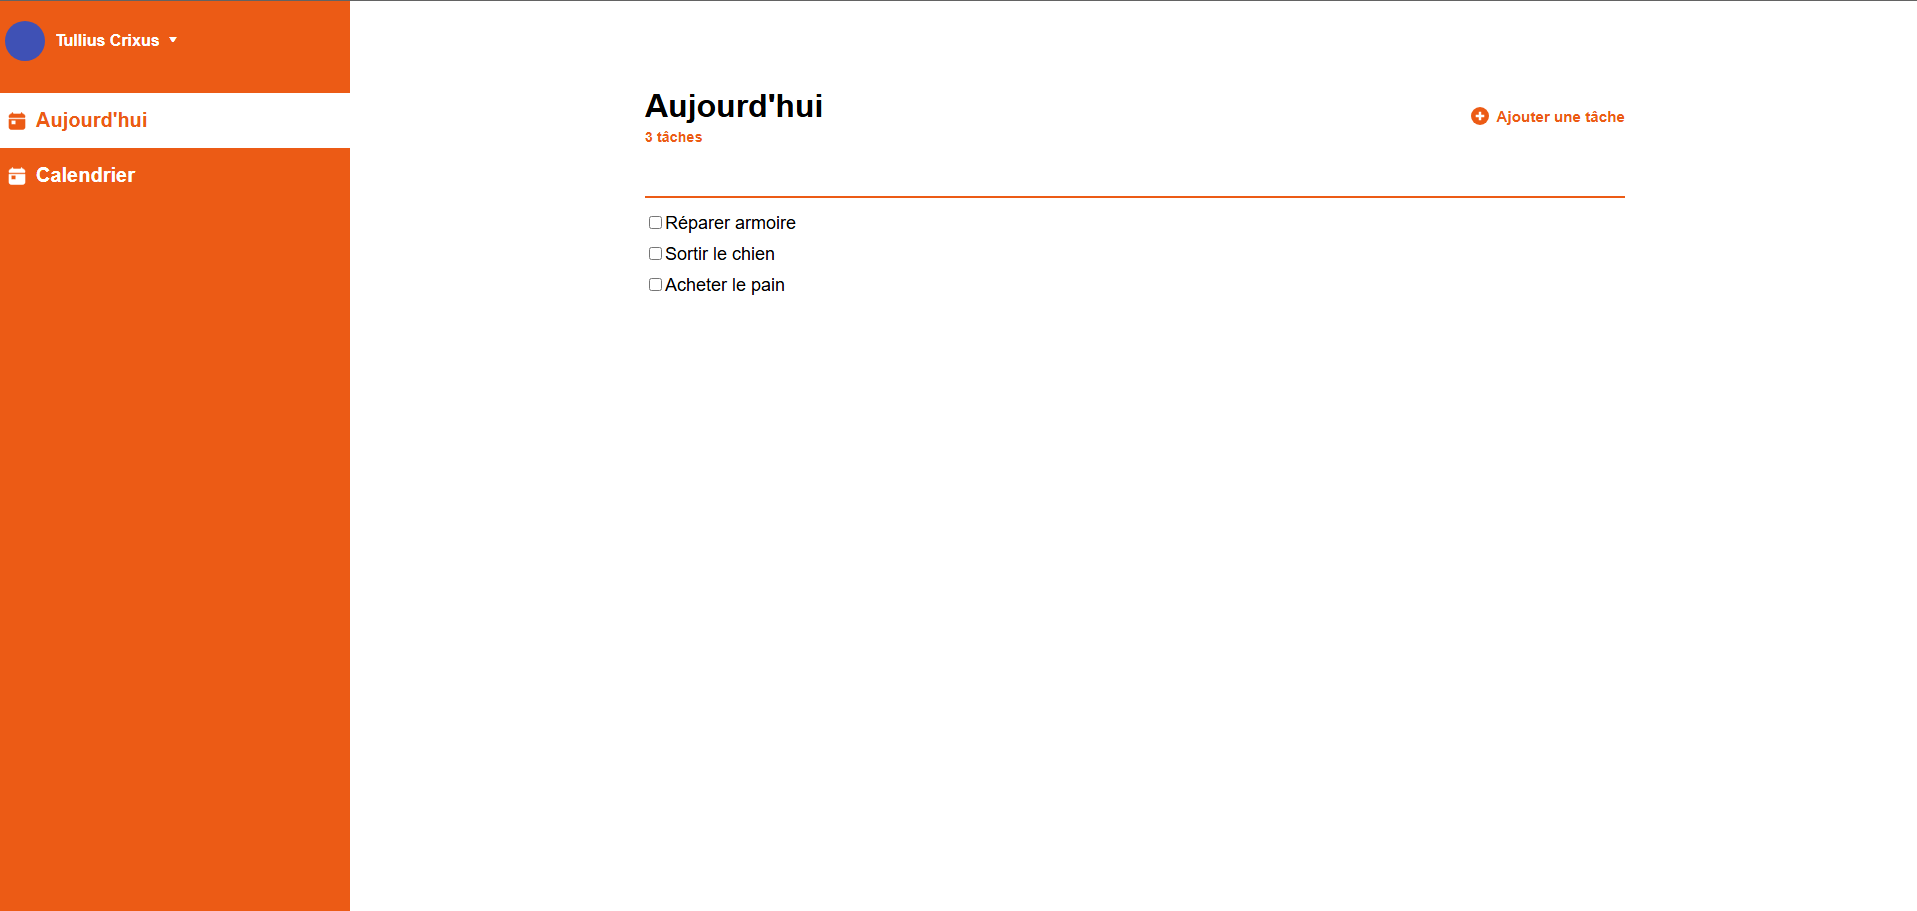 Tullius Crixus
Aujourd'hui
Calendrier
Aujourd'hui
3 tâches
Ajouter une tâche
Réparer armoire
Sortir le chien
Acheter le pain